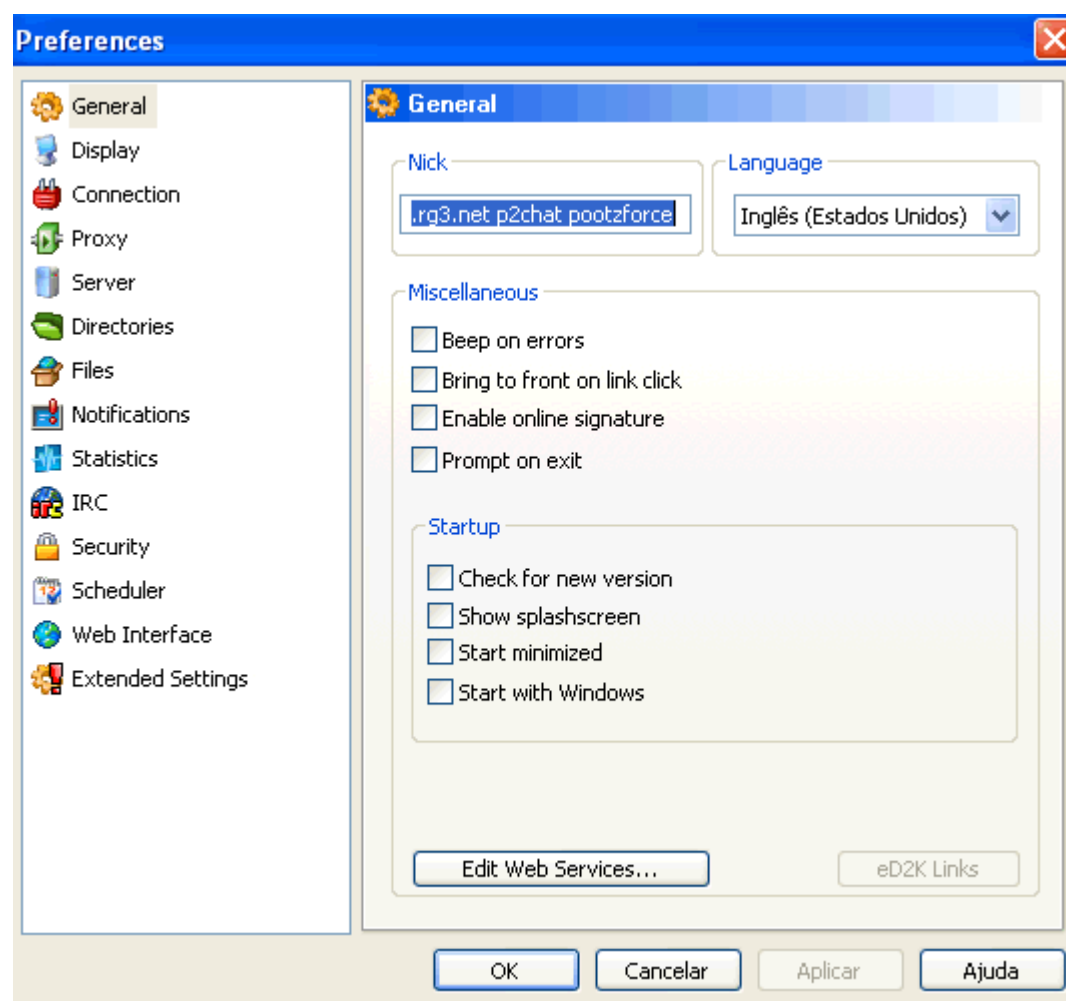 Preferences
General
Display
Connection
Proxy
Server
Directories
Files
Notifications
Statistics
IRC
Security
Scheduler
Web Interface
Extended Settings
General
Nick
.rg3.net p2chat pootzforce
Language
Inglês (Estados Unidos)
Miscellaneous
Beep on errors
Bring to front on link click
Enable online signature
Prompt on exit
Startup
Check for new version
Show splashscreen
Start minimized
Start with Windows
Edit Web Services...
eD2K Links
OK
Cancelar
Aplicar
Ajuda